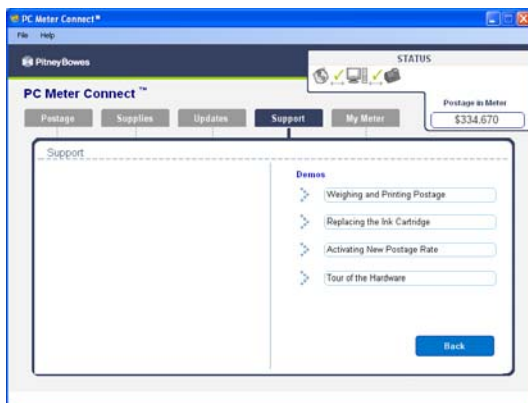 PC Meter Connect®
File Help
PitneyBowes
STATUS
PC Meter Connect ™
Postage in Meter
$334.670
Postage Supplies Updates Support My Meter
Support
Demos
Weighing and Printing Postage
Replacing the Ink Cartridge
Activating New Postage Rate
Tour of the Hardware
Back